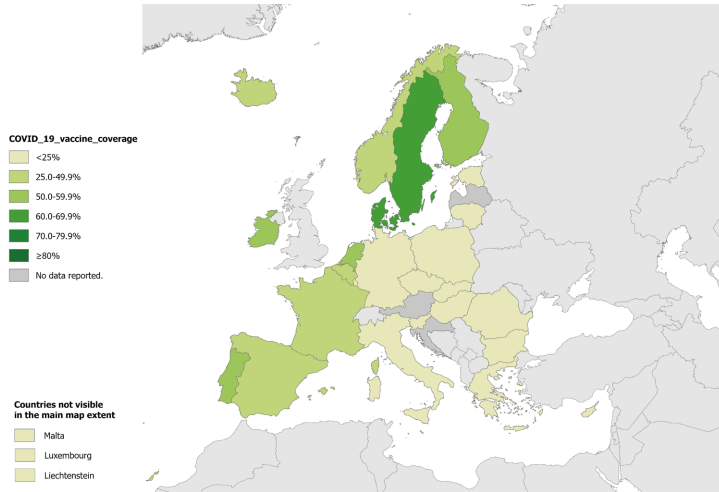 COVID_19_vaccine_coverage
<25%
25.0-49.9%
50.0-59.9%
60.0-69.9%
70.0-79.9%
≥80%
No data reported.
Countries not visible
in the main map extent
Malta
Luxembourg
Liechtenstein